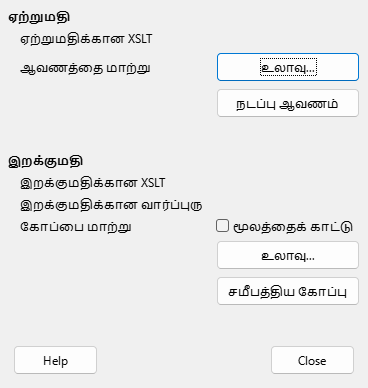 ஏற்றுமதி
ஏற்றுமதிக்கான XSLT
ஆவணத்தை மாற்று உலாவு...
நடப்பு ஆவணம்
இறக்குமதி
இறக்குமதிக்கான XSLT
இறக்குமதிக்கான வார்ப்புரு
கோப்பை மாற்று மூலத்தைக் காட்டு
உலாவு...
சமீபத்திய கோப்பு
Help Close